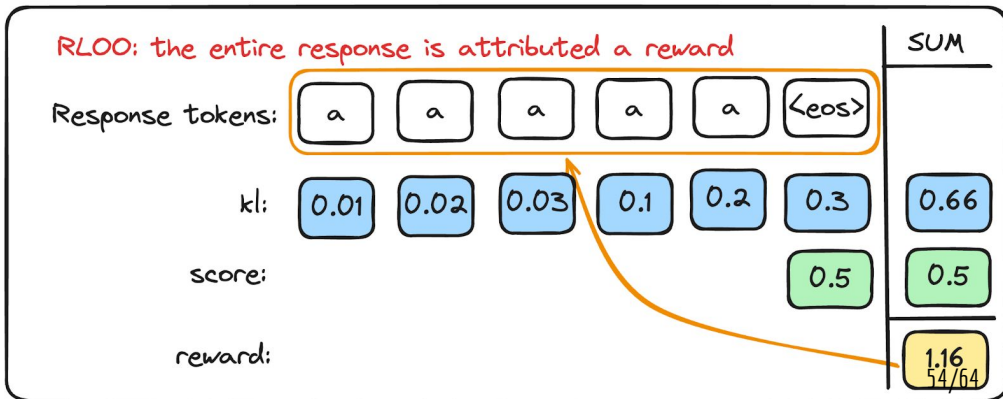 RLOO: the entire response is attributed a reward SUM
Response tokens: a a a a a <eos>
kl: 0.01 0.02 0.03 0.1 0.2 0.3 0.66
score: 0.5 0.5
reward: 1.16
54/64